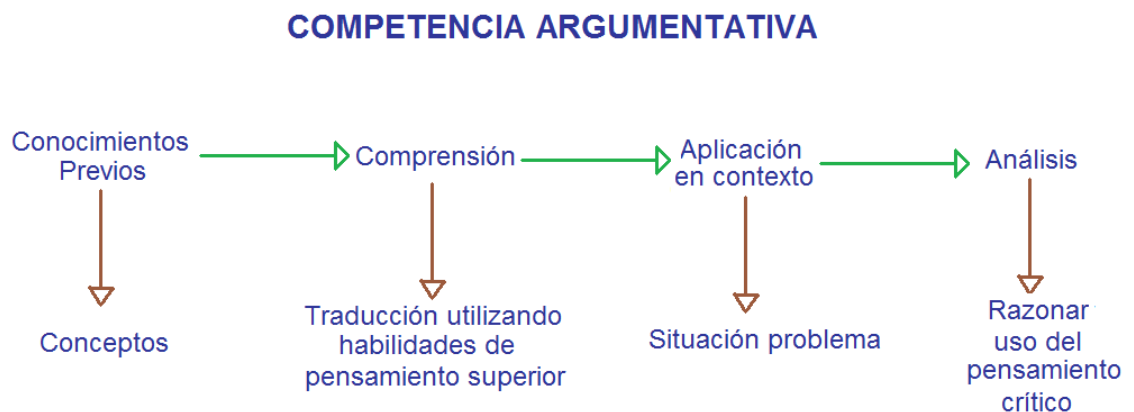 COMPETENCIA ARGUMENTATIVA
Conocimientos
Previos
Comprensión
Aplicación
en contexto
Análisis
Conceptos
Traducción utilizando
habilidades de
pensamiento superior
Situación problema
Razonar
uso del
pensamiento
crítico